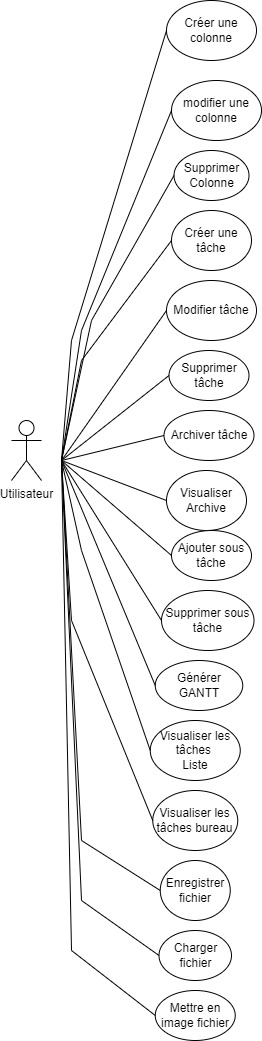 Créer une
colonne
modifier une
colonne
Supprimer
Colonne
Créer une
tâche
Modifier tâche
Supprimer
tâche
Archiver tâche
Utilisateur
Visualiser
Archive
Ajouter sous
tâche
Supprimer sous
tâche
Générer
GANTT
Visualiser les
tâches
Liste
Visualiser les
tâches bureau
Enregistrer
fichier
Charger
fichier
Mettre en
image fichier